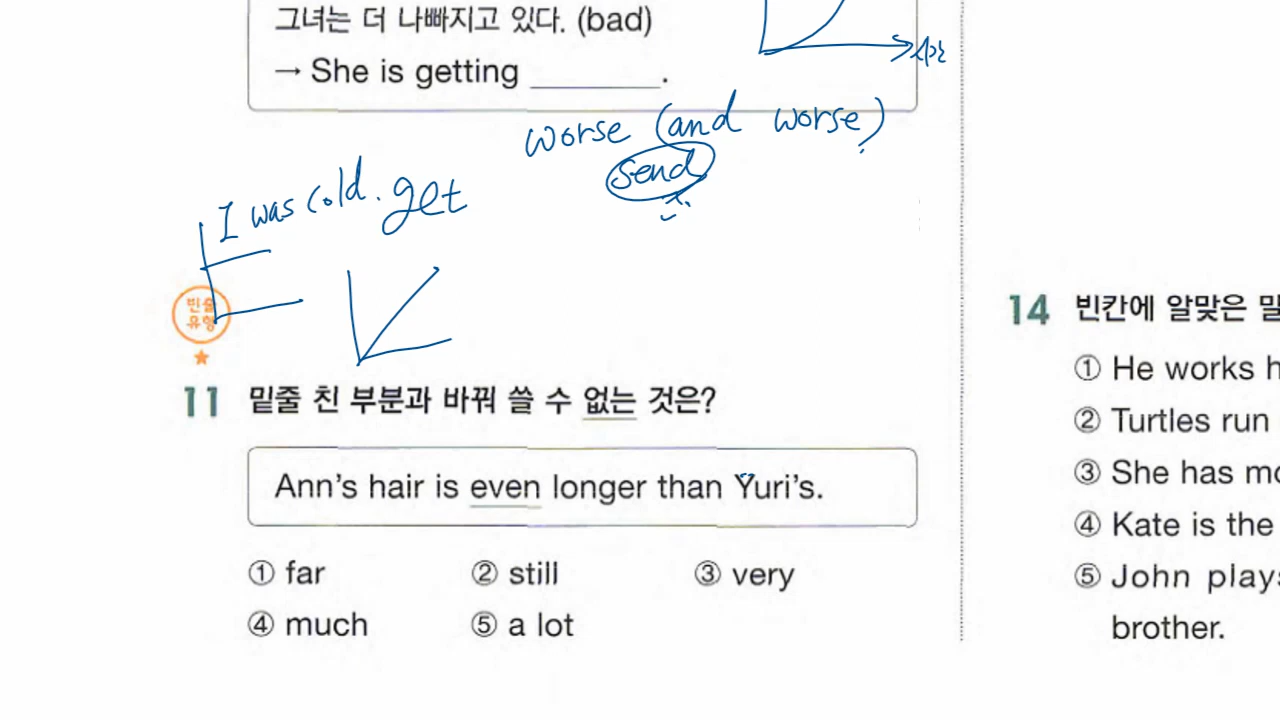 그녀는 더 나빠지고 있다. (bad)
→ She is getting ________.
worse (and worse)
send
I was cold. get
빈출
유형
11 밑줄 친 부분과 바꿔 쓸 수 없는 것은?
Ann's hair is even longer than Yuri's.
① far ② still ③ very
④ much ⑤ a lot
14 빈칸에 알맞은
① He works
② Turtles run
③ She has
④ Kate is the
⑤ John
brother.